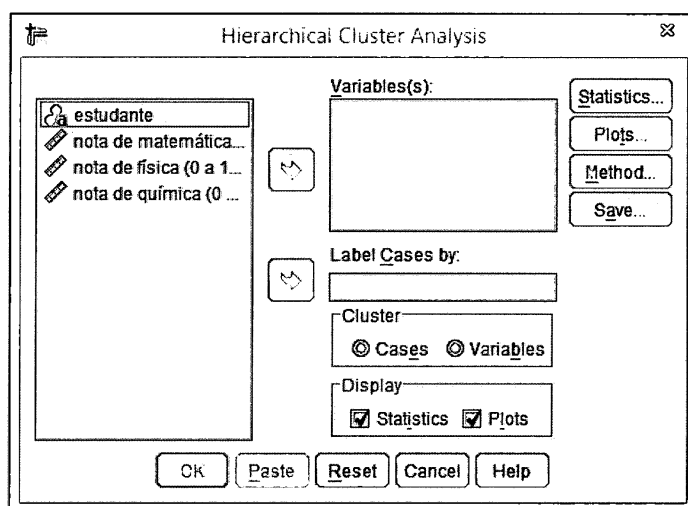 Hierarchical Cluster Analysis
estudante
nota de matemática...
nota de física (0 a 1...
nota de química (0 ...
Variables(s):
Label Cases by:
Cluster
Cases Variables
Display
Statistics Plots
Statistics...
Plots...
Method...
Save...
OK Paste Reset Cancel Help